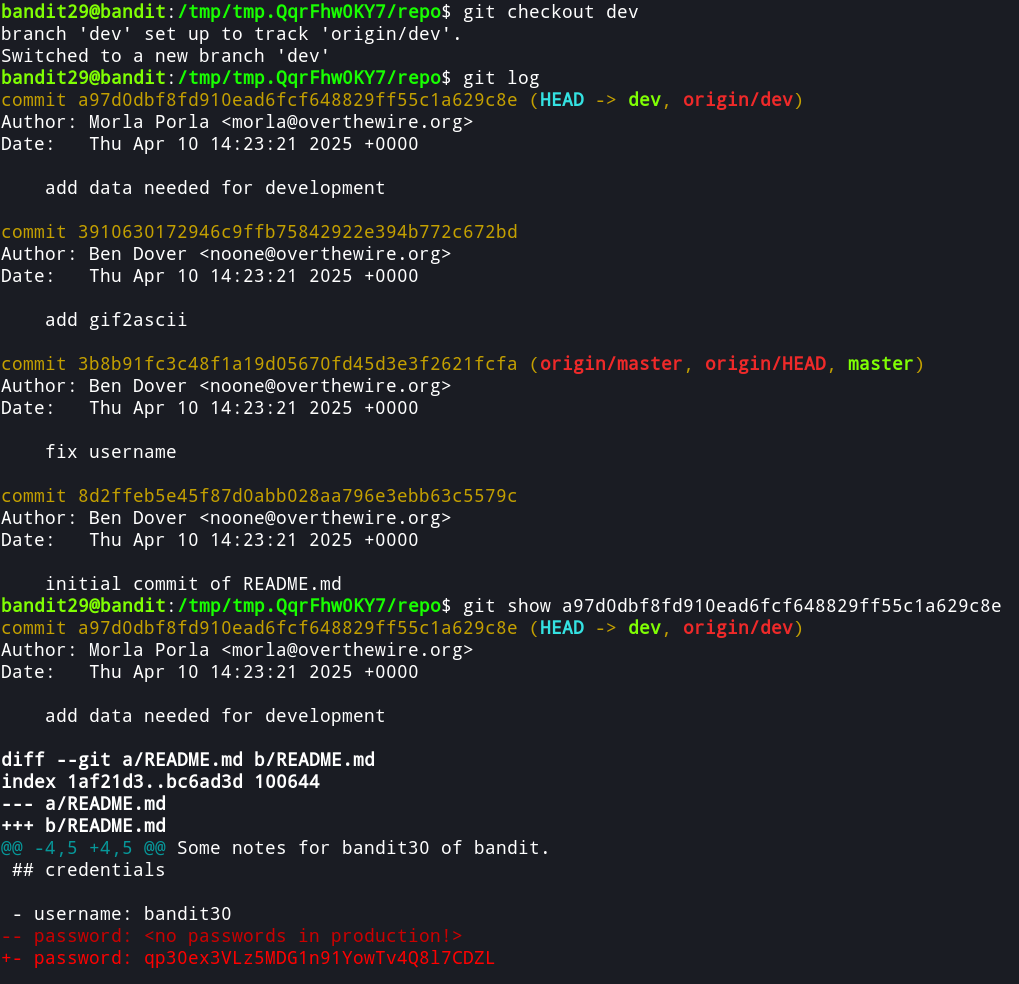 bandit29@bandit:/tmp/tmp.QqrFhw0KY7/repo$ git checkout dev
branch 'dev' set up to track 'origin/dev'.
Switched to a new branch 'dev'
bandit29@bandit:/tmp/tmp.QqrFhw0KY7/repo$ git log
commit a97d0dbf8fd910ead6fcf648829ff55c1a629c8e (HEAD -> dev, origin/dev)
Author: Morla Porla <morla@overthewire.org>
Date:   Thu Apr 10 14:23:21 2025 +0000
    add data needed for development
commit 3910630172946c9ffb75842922e394b772c672bd
Author: Ben Dover <noone@overthewire.org>
Date:   Thu Apr 10 14:23:21 2025 +0000
    add gif2ascii
commit 3b8b91fc3c48f1a19d05670fd45d3e3f2621fcfa (origin/master, origin/HEAD, master)
Author: Ben Dover <noone@overthewire.org>
Date:   Thu Apr 10 14:23:21 2025 +0000
    fix username
commit 8d2ffeb5e45f87d0abb028aa796e3ebb63c5579c
Author: Ben Dover <noone@overthewire.org>
Date:   Thu Apr 10 14:23:21 2025 +0000
    initial commit of README.md
bandit29@bandit:/tmp/tmp.QqrFhw0KY7/repo$ git show a97d0dbf8fd910ead6fcf648829ff55c1a629c8e
commit a97d0dbf8fd910ead6fcf648829ff55c1a629c8e (HEAD -> dev, origin/dev)
Author: Morla Porla <morla@overthewire.org>
Date:   Thu Apr 10 14:23:21 2025 +0000
    add data needed for development
diff --git a/README.md b/README.md
index 1af21d3..bc6ad3d 100644
--- a/README.md
+++ b/README.md
@@ -4,5 +4,5 @@ Some notes for bandit30 of bandit.
 ## credentials
 - username: bandit30
-- password: <no passwords in production!>
+- password: qp30ex3VLz5MDG1n91YowTv4Q8l7CDZL